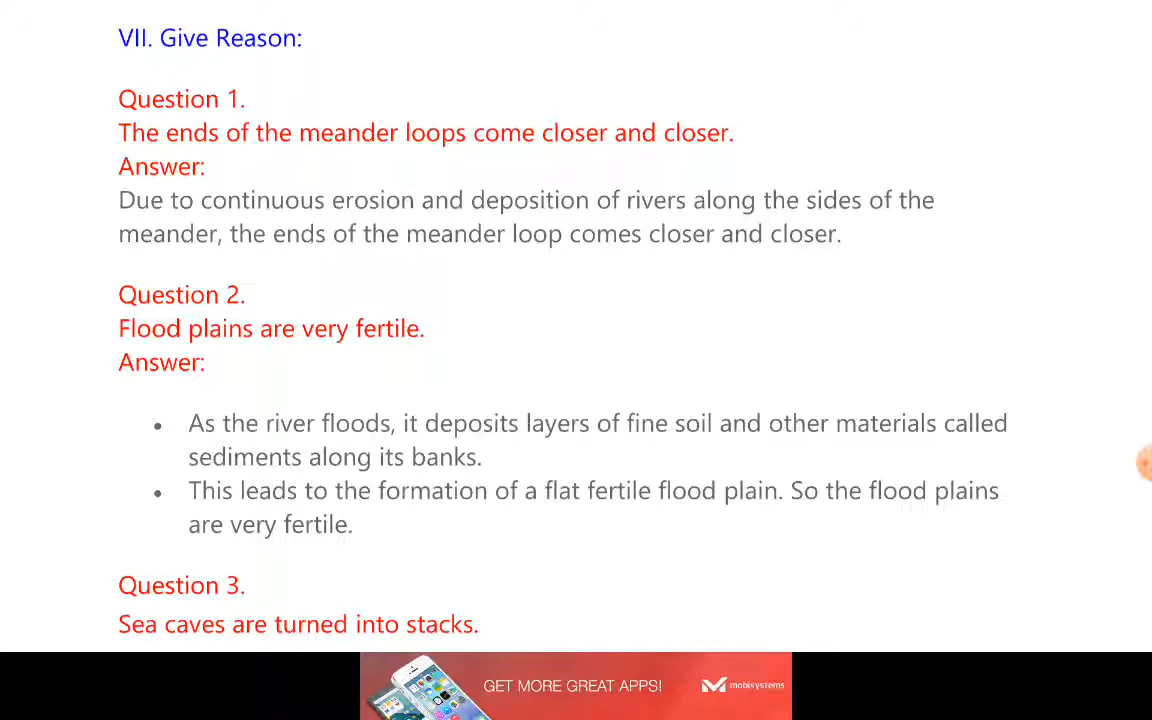 VII. Give Reason:
Question 1.
The ends of the meander loops come closer and closer.
Answer:
Due to continuous erosion and deposition of rivers along the sides of the
meander, the ends of the meander loop comes closer and closer.
Question 2.
Flood plains are very fertile.
Answer:
• As the river floods, it deposits layers of fine soil and other materials called
sediments along its banks.
• This leads to the formation of a flat fertile flood plain. So the flood plains
are very fertile.
Question 3.
Sea caves are turned into stacks.
GET MORE GREAT APPS!
mobisystems